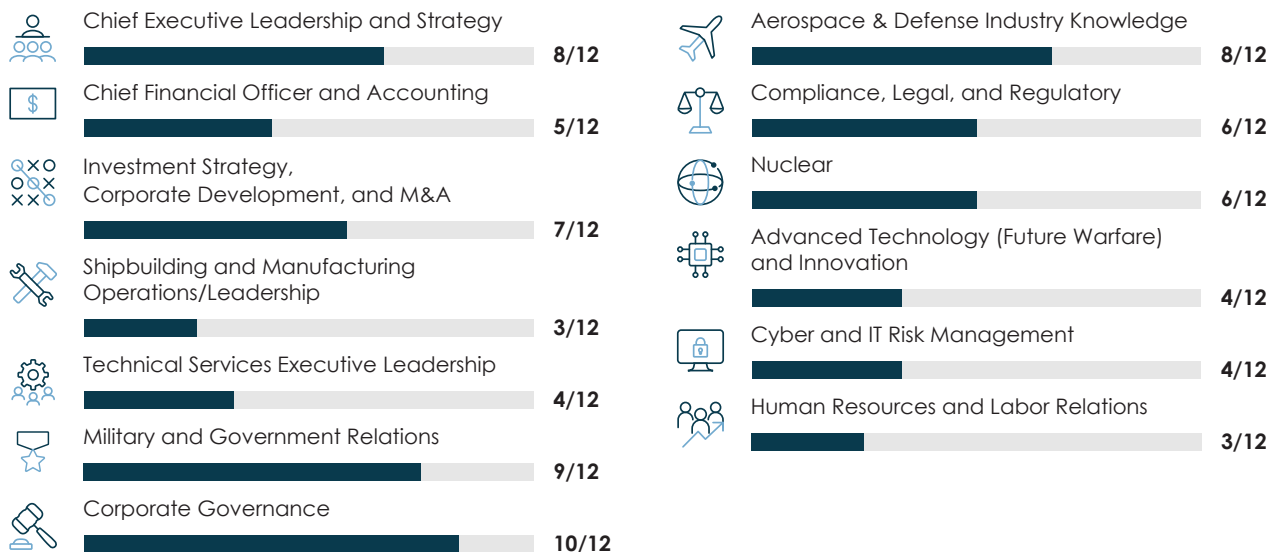 Chief Executive Leadership and Strategy
8/12
Chief Financial Officer and Accounting
$
5/12
Investment Strategy,
Corporate Development, and M&A
7/12
Shipbuilding and Manufacturing
Operations/Leadership
3/12
Technical Services Executive Leadership
4/12
Military and Government Relations
9/12
Corporate Governance
10/12
Aerospace & Defense Industry Knowledge
8/12
Compliance, Legal, and Regulatory
6/12
Nuclear
6/12
Advanced Technology (Future Warfare)
and Innovation
4/12
Cyber and IT Risk Management
4/12
Human Resources and Labor Relations
3/12